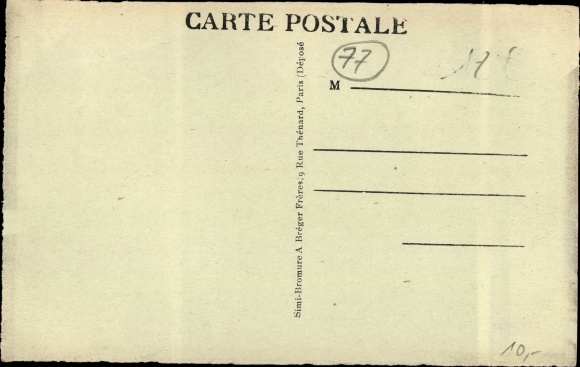 CARTE POSTALE
77
M
Simi-Bromure A Bréger Frères, 9 Rue Thénard, Paris (Déposé
10,-